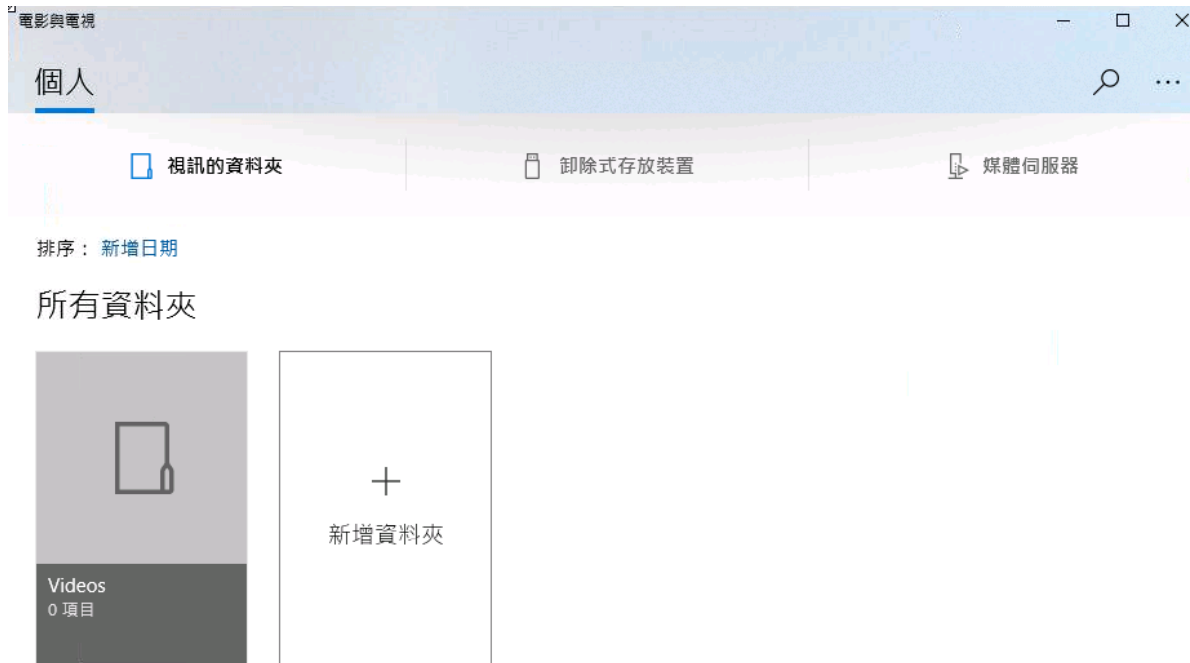 電影與電視
個人
視訊的資料夾
卸除式存放裝置
媒體伺服器
排序： 新增日期
所有資料夾
新增資料夾
Videos
0 項目